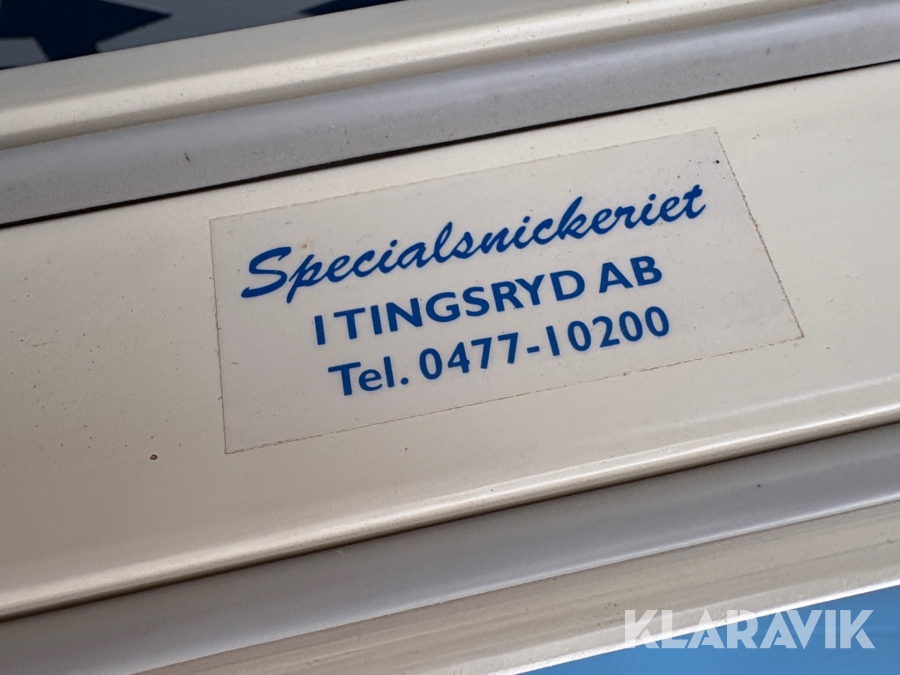 Specialsnickeriet
I TINGSRYD AB
Tel. 0477-10200
KLARAVIK